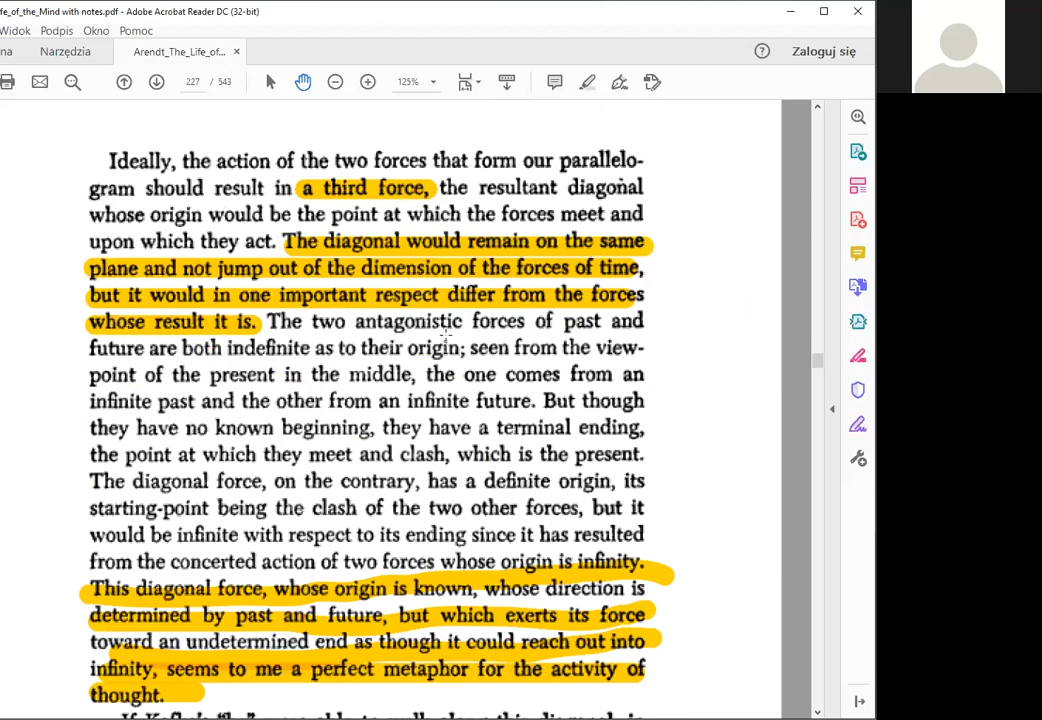 fe_of_the_Mind with notes.pdf - Adobe Acrobat Reader DC (32-bit)
Widok Podpis Okno Pomoc
na Narzędzia Arendt_The_Life_of... × Zaloguj się
227 / 543 125%
Ideally, the action of the two forces that form our parallelo-
gram should result in a third force, the resultant diagonal
whose origin would be the point at which the forces meet and
upon which they act. The diagonal would remain on the same
plane and not jump out of the dimension of the forces of time,
but it would in one important respect differ from the forces
whose result it is. The two antagonistic forces of past and
future are both indefinite as to their origin; seen from the view-
point of the present in the middle, the one comes from an
infinite past and the other from an infinite future. But though
they have no known beginning, they have a terminal ending,
the point at which they meet and clash, which is the present.
The diagonal force, on the contrary, has a definite origin, its
starting-point being the clash of the two other forces, but it
would be infinite with respect to its ending since it has resulted
from the concerted action of two forces whose origin is infinity.
This diagonal force, whose origin is known, whose direction is
determined by past and future, but which exerts its force
toward an undetermined end as though it could reach out into
infinity, seems to me a perfect metaphor for the activity of
thought.